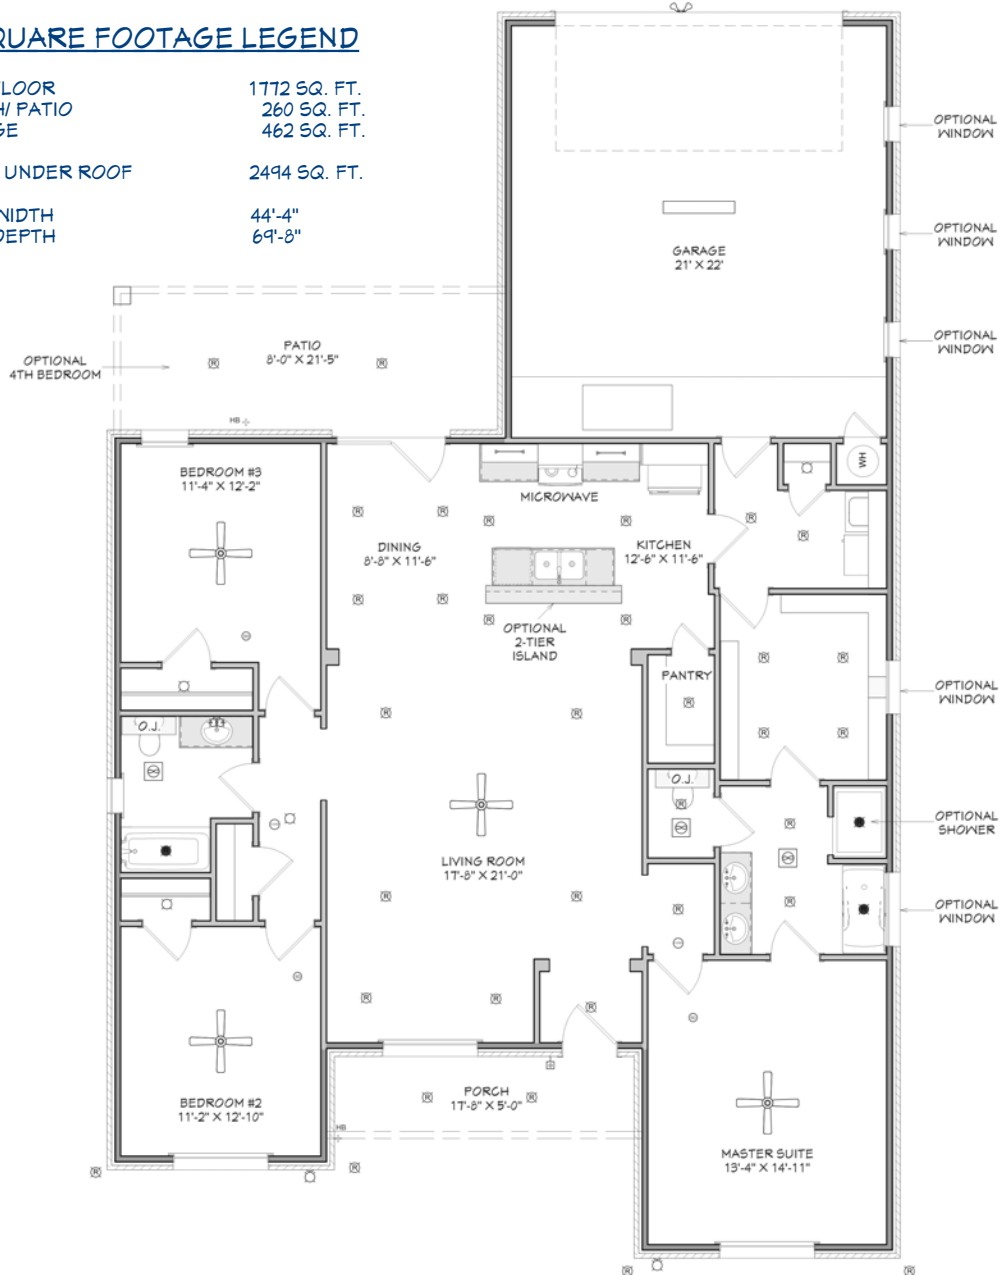 QUARE FOOTAGE LEGEND
LOOR 1772 SQ. FT.
H/ PATIO 260 SQ. FT.
GE 462 SQ. FT.
UNDER ROOF 2494 SQ. FT.
WIDTH 44'-4"
DEPTH 69'-8"
OPTIONAL
WINDOW
OPTIONAL
WINDOW
GARAGE
21' X 22'
OPTIONAL
WINDOW
PATIO
8'-0" X 21'-5"
OPTIONAL
4TH BEDROOM
HB
WH
BEDROOM #3
11'-4" X 12'-2"
MICROWAVE
DINING
8'-8" X 11'-6"
KITCHEN
12'-6" X 11'-6"
OPTIONAL
2-TIER
ISLAND
PANTRY
OPTIONAL
WINDOW
O.J.
O.J.
OPTIONAL
SHOWER
LIVING ROOM
17'-8" X 21'-0"
OPTIONAL
WINDOW
PORCH
17'-8" X 5'-0"
BEDROOM #2
11'-2" X 12'-10"
HB
MASTER SUITE
13'-4" X 14'-11"